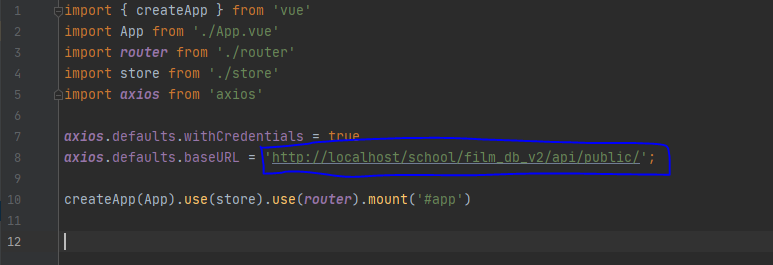 1 import { createApp } from 'vue'
2 import App from './App.vue'
3 import router from './router'
4 import store from './store'
5 import axios from 'axios'
6
7 axios.defaults.withCredentials = true
8 axios.defaults.baseURL = 'http://localhost/school/film_db_v2/api/public/';
9
10 createApp(App).use(store).use(router).mount('#app')
11
12